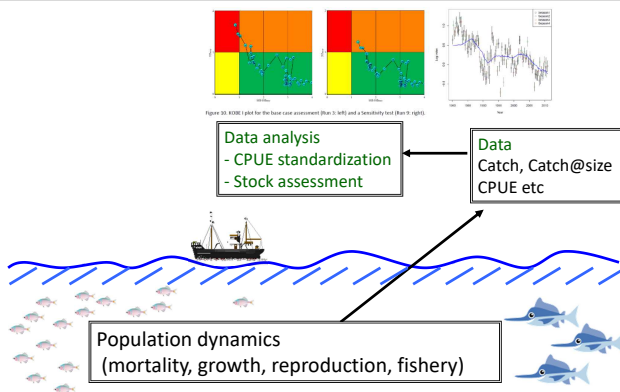 Figure 10. KOBE I plot for the base case assessment (Run 3: left) and a Sensitivity test (Run 9: right).
Data analysis
- CPUE standardization
- Stock assessment
Data
Catch, Catch@size
CPUE etc
Population dynamics
(mortality, growth, reproduction, fishery)